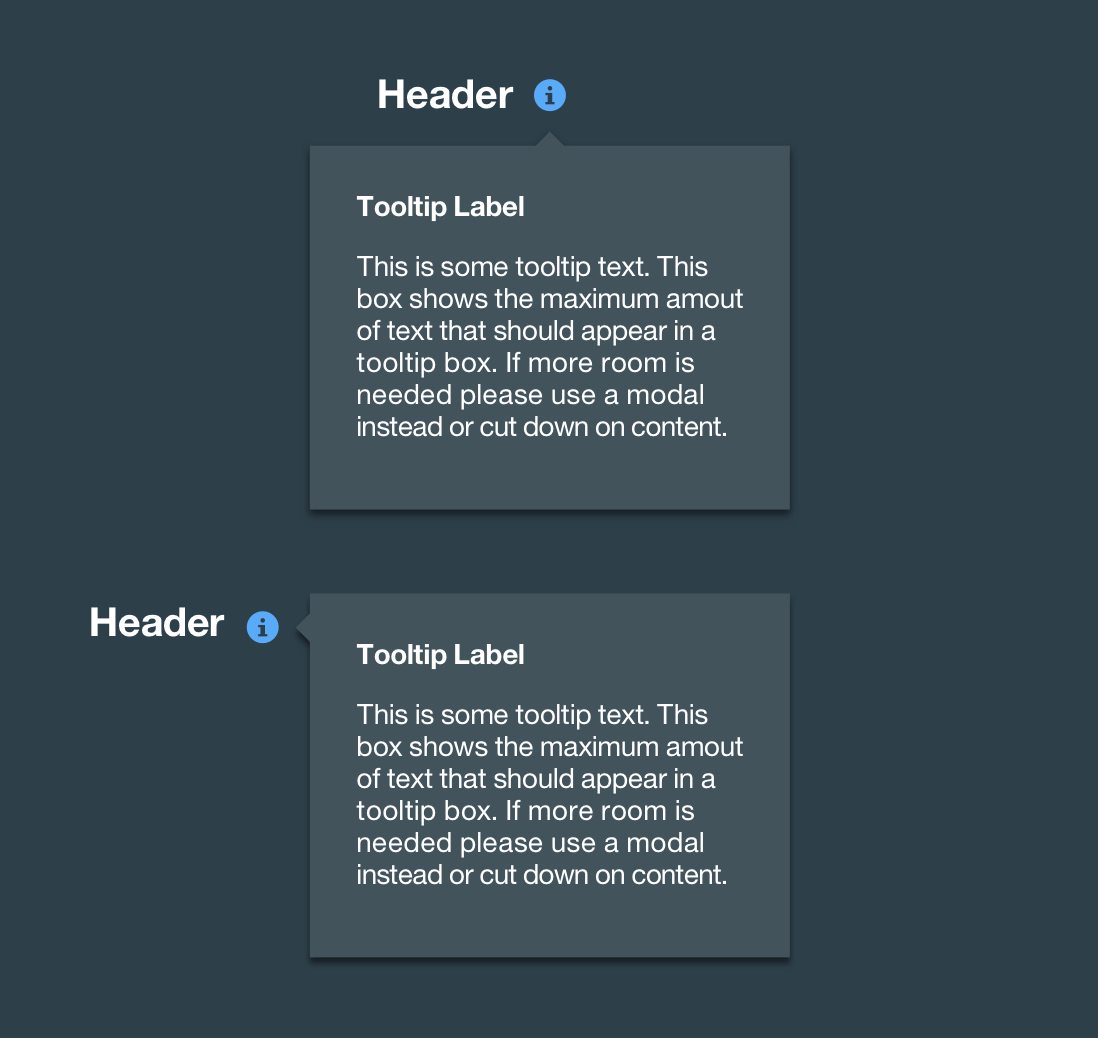 Header
Tooltip Label
This is some tooltip text. This
box shows the maximum amout
of text that should appear in a
tooltip box. If more room is
needed please use a modal
instead or cut down on content.
Header
Tooltip Label
This is some tooltip text. This
box shows the maximum amout
of text that should appear in a
tooltip box. If more room is
needed please use a modal
instead or cut down on content.